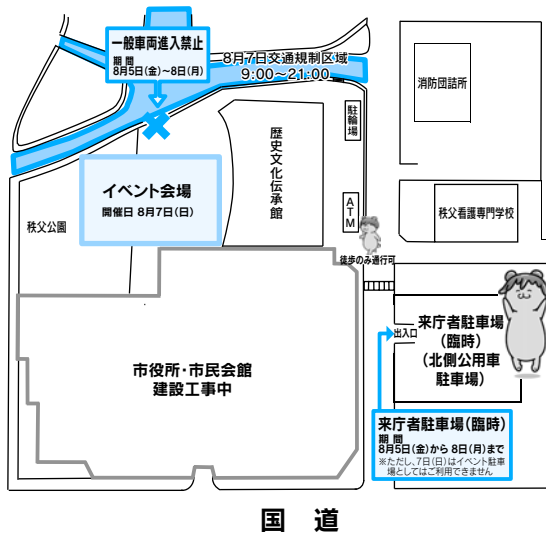 一般車両進入禁止
期間
8月5日(金)～8日(月)
8月7日交通規制区域
9:00～21:00
消防団詰所
駐輪場
歴史文化伝承館
イベント会場
開催日 8月7日(日)
秩父公園
ATM
秩父看護専門学校
徒歩のみ通行可
出入口
来庁者駐車場
(臨時)
(北側公用車
駐車場)
市役所・市民会館
建設工事中
来庁者駐車場(臨時)
期間
8月5日(金)から8日(月)まで
※ただし、7日(日)はイベント駐車
場としてはご利用できません
国道